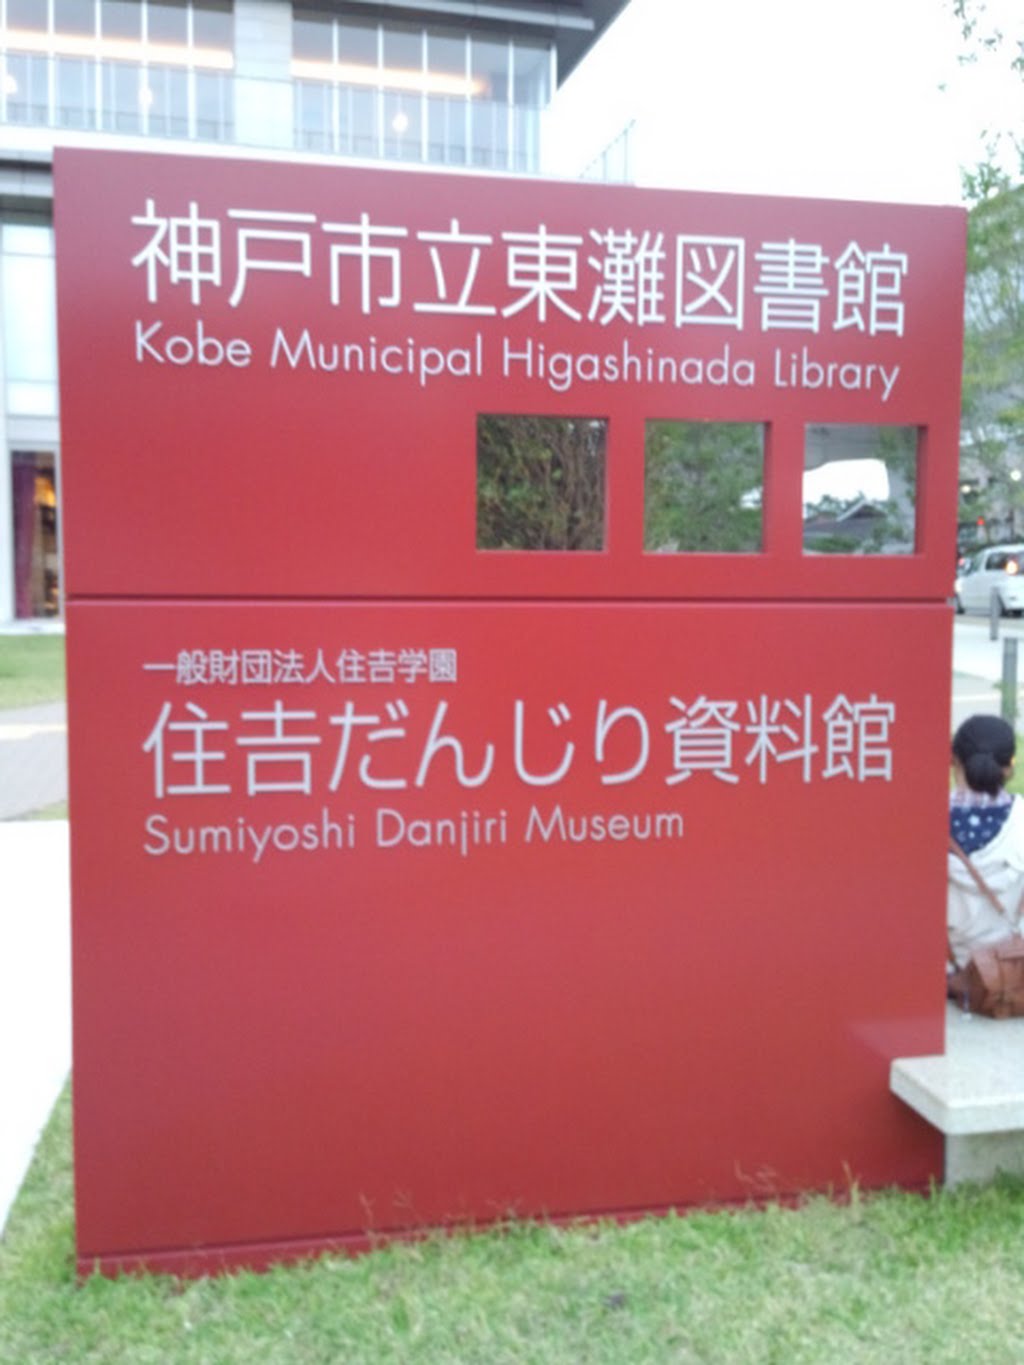 神戸市立東灘図書館
Kobe Municipal Higashinada Library
一般財団法人住吉学園
住吉だんじり資料館
Sumiyoshi Danjiri Museum